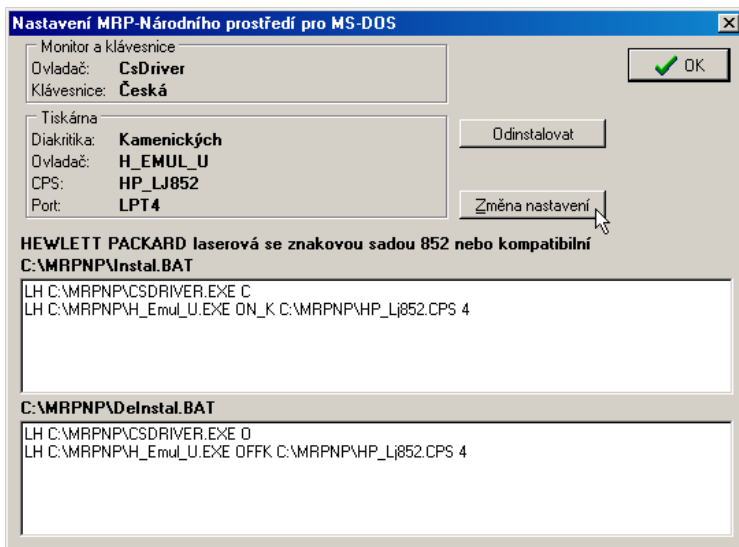 Nastavení MRP-Národního prostředí pro MS-DOS
Monitor a klávesnice
Ovladač: CsDriver
Klávesnice: Česká
OK
Tiskárna
Diakritika: Kamenických
Ovladač: H_EMUL_U
CPS: HP_LJ852
Port: LPT4
Odinstalovat
Změna nastavení
HEWLETT PACKARD laserová se znakovou sadou 852 nebo kompatibilní
C:\MRPNP\Instal.BAT
LH C:\MRPNP\CSDRIVER.EXE C
LH C:\MRPNP\H_Emul_U.EXE ON_K C:\MRPNP\HP_Lj852.CPS 4
C:\MRPNP\DeInstal.BAT
LH C:\MRPNP\CSDRIVER.EXE O
LH C:\MRPNP\H_Emul_U.EXE OFFK C:\MRPNP\HP_Lj852.CPS 4